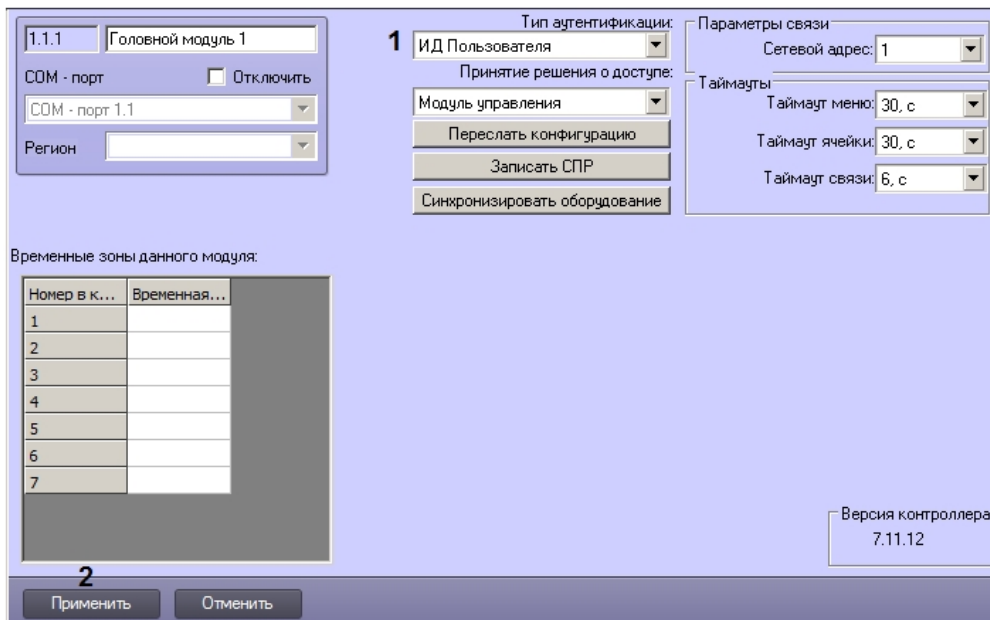 1.1.1 Головной модуль 1
COM - порт Отключить
COM - порт 1.1
Регион
1
Тип аутентификации:
ИД Пользователя
Принятие решения о доступе:
Модуль управления
Переслать конфигурацию
Записать СПР
Синхронизировать оборудование
Параметры связи
Сетевой адрес: 1
Таймауты
Таймаут меню: 30, с
Таймаут ячейки: 30, с
Таймаут связи: 6, с
Временные зоны данного модуля:
Номер в к... Временная...
1
2
3
4
5
6
7
Версия контроллера
7.11.12
2
Применить Отменить